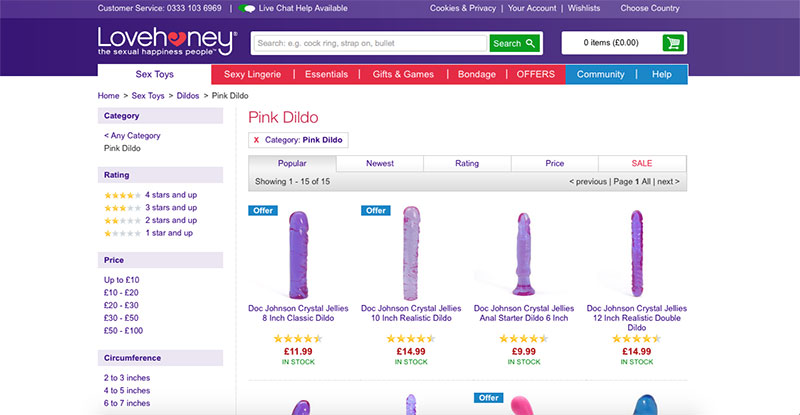 Customer Service: 0333 103 6969 | Live Chat Help Available
Cookies & Privacy | Your Account | Wishlists Choose Country
Lovehoney®
the sexual happiness people™
Search: e.g. cock ring, strap on, bullet
Search
0 items (£0.00)
Sex Toys
Sexy Lingerie | Essentials | Gifts & Games | Bondage | OFFERS
Community | Help
Home > Sex Toys > Dildos > Pink Dildo
Category
< Any Category
Pink Dildo
Rating
4 stars and up
3 stars and up
2 stars and up
1 star and up
Price
Up to £10
£10 - £20
£20 - £30
£30 - £50
£50 - £100
Circumference
2 to 3 inches
4 to 5 inches
6 to 7 inches
Pink Dildo
X Category: Pink Dildo
Popular
Newest
Rating
Price
SALE
Showing 1 - 15 of 15
< previous | Page 1 All | next >
Offer
Doc Johnson Crystal Jellies
8 Inch Classic Dildo
£11.99
IN STOCK
Offer
Doc Johnson Crystal Jellies
10 Inch Realistic Dildo
£14.99
IN STOCK
Doc Johnson Crystal Jellies
Anal Starter Dildo 6 Inch
£9.99
IN STOCK
Doc Johnson Crystal Jellies
12 Inch Realistic Double
Dildo
£14.99
IN STOCK
Offer